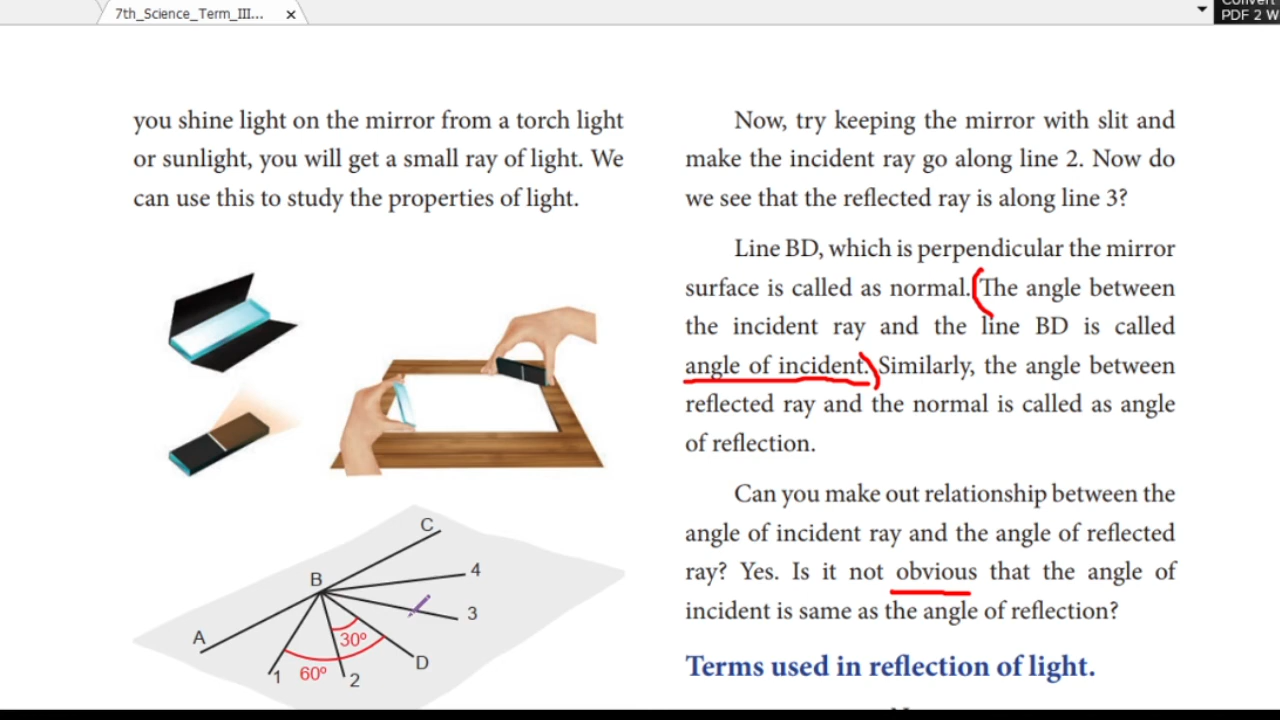 7th_Science_Term_III...
PDF 2 W
you shine light on the mirror from a torch light
or sunlight, you will get a small ray of light. We
can use this to study the properties of light.
C
B
4
3
A
30º
D
1
60º
2
Now, try keeping the mirror with slit and
make the incident ray go along line 2. Now do
we see that the reflected ray is along line 3?
Line BD, which is perpendicular the mirror
surface is called as normal. The angle between
the incident ray and the line BD is called
angle of incident. Similarly, the angle between
reflected ray and the normal is called as angle
of reflection.
Can you make out relationship between the
angle of incident ray and the angle of reflected
ray? Yes. Is it not obvious that the angle of
incident is same as the angle of reflection?
Terms used in reflection of light.